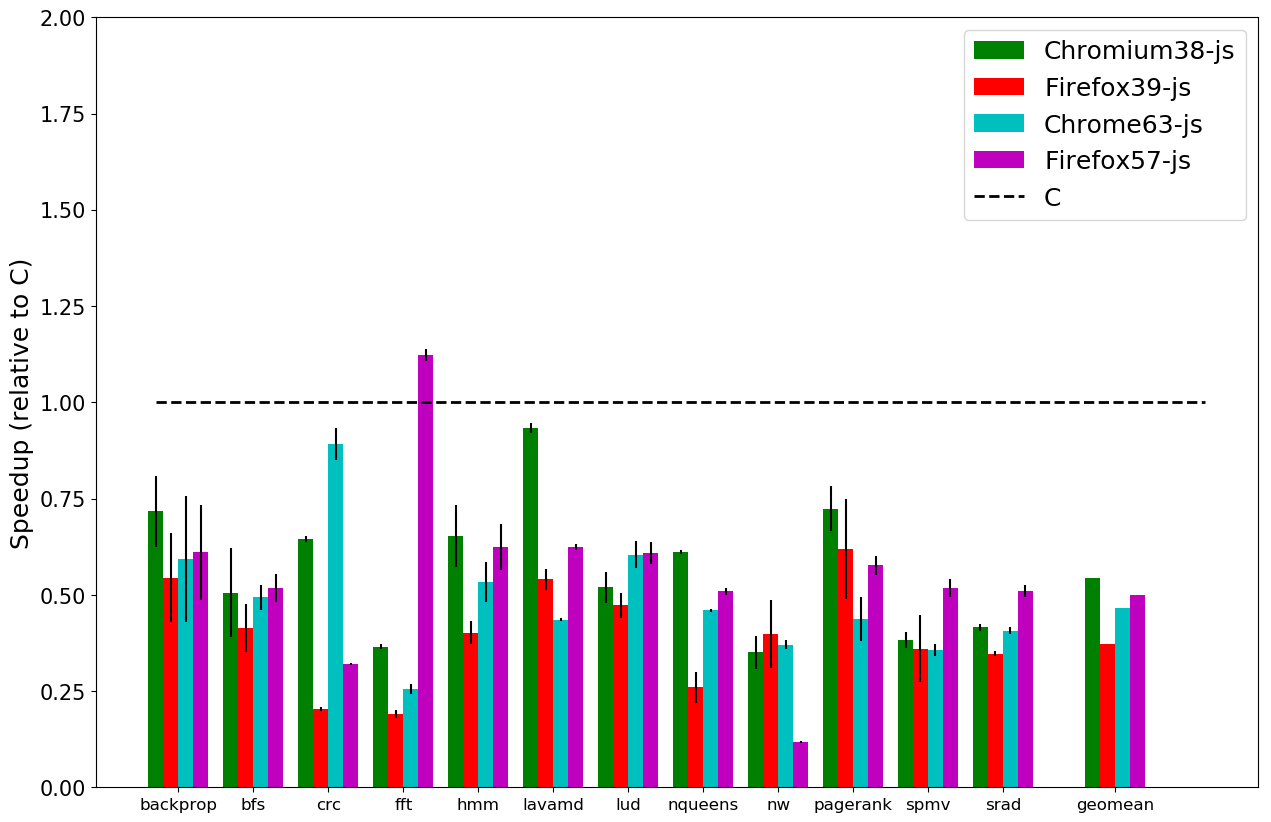 2.00
1.75
1.50
1.25
1.00
0.75
0.50
0.25
0.00
Speedup (relative to C)
Chromium38-js
Firefox39-js
Chrome63-js
Firefox57-js
C
backprop bfs crc fft hmm lavamd lud nqueens nw pagerank spmv srad geomean